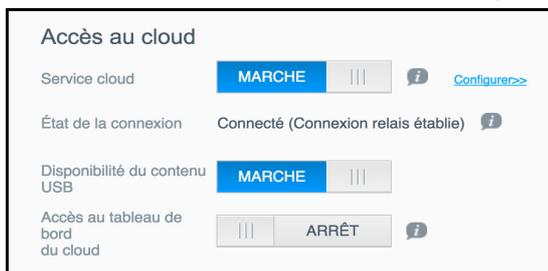 Accès au cloud
Service cloud MARCHE Configurer>>
État de la connexion Connecté (Connexion relais établie)
Disponibilité du contenu
USB MARCHE
Accès au tableau de
bord
du cloud ARRÊT